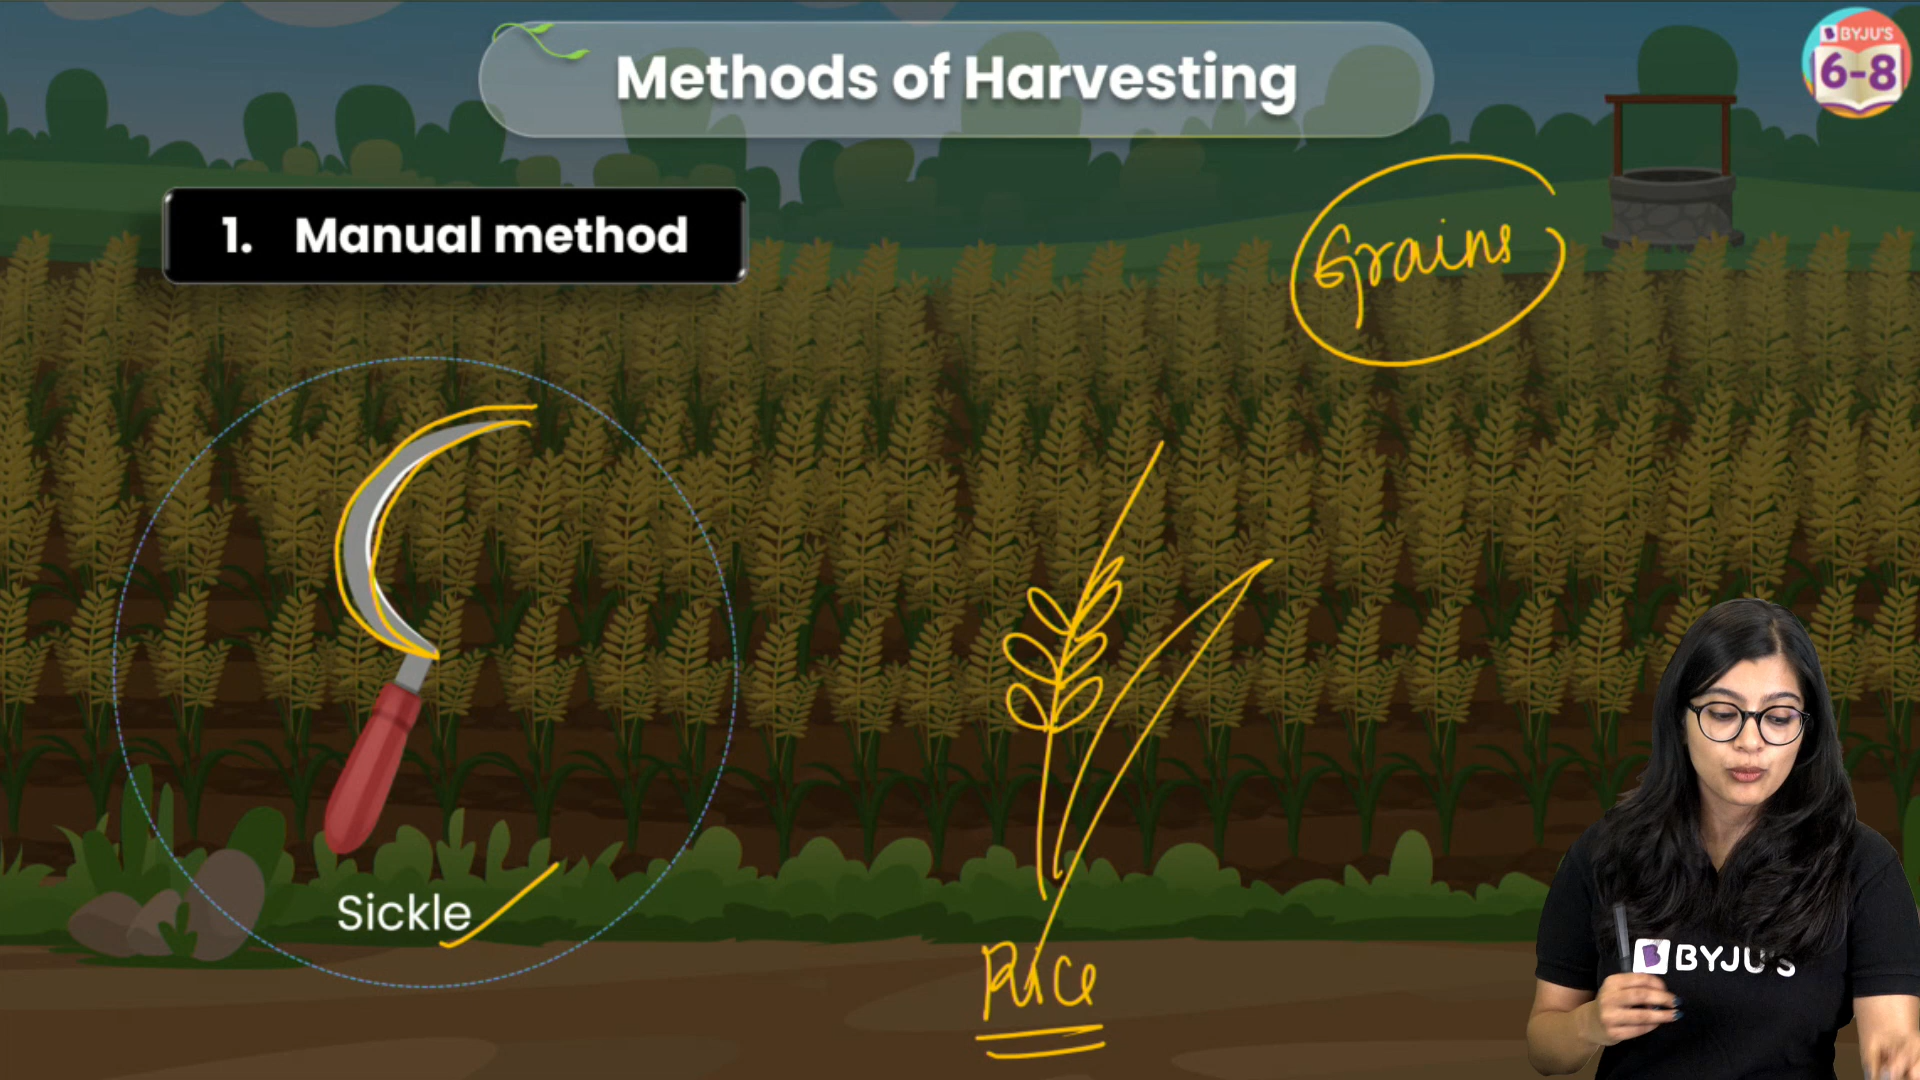 Methods of Harvesting
BYJU'S
6-8
1. Manual method
Grains
Sickle
Rice
BYJU'S